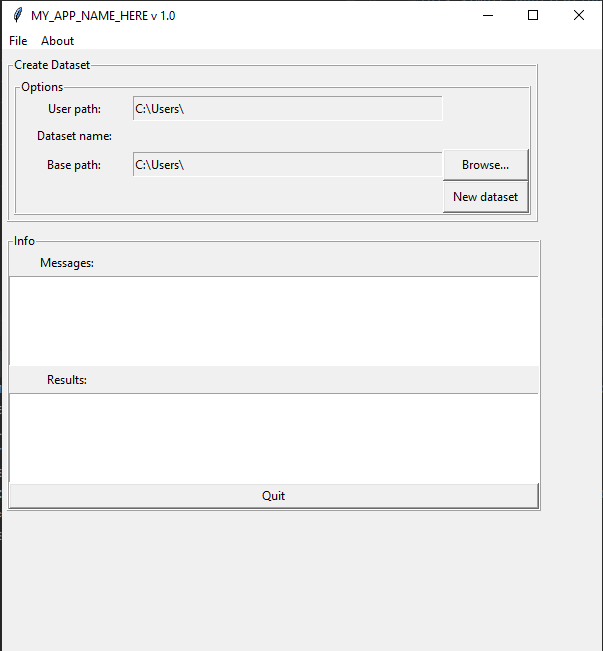 MY_APP_NAME_HERE v 1.0
File About
Create Dataset
Options
User path: C:\Users\
Dataset name:
Base path: C:\Users\ Browse...
New dataset
Info
Messages:
Results:
Quit